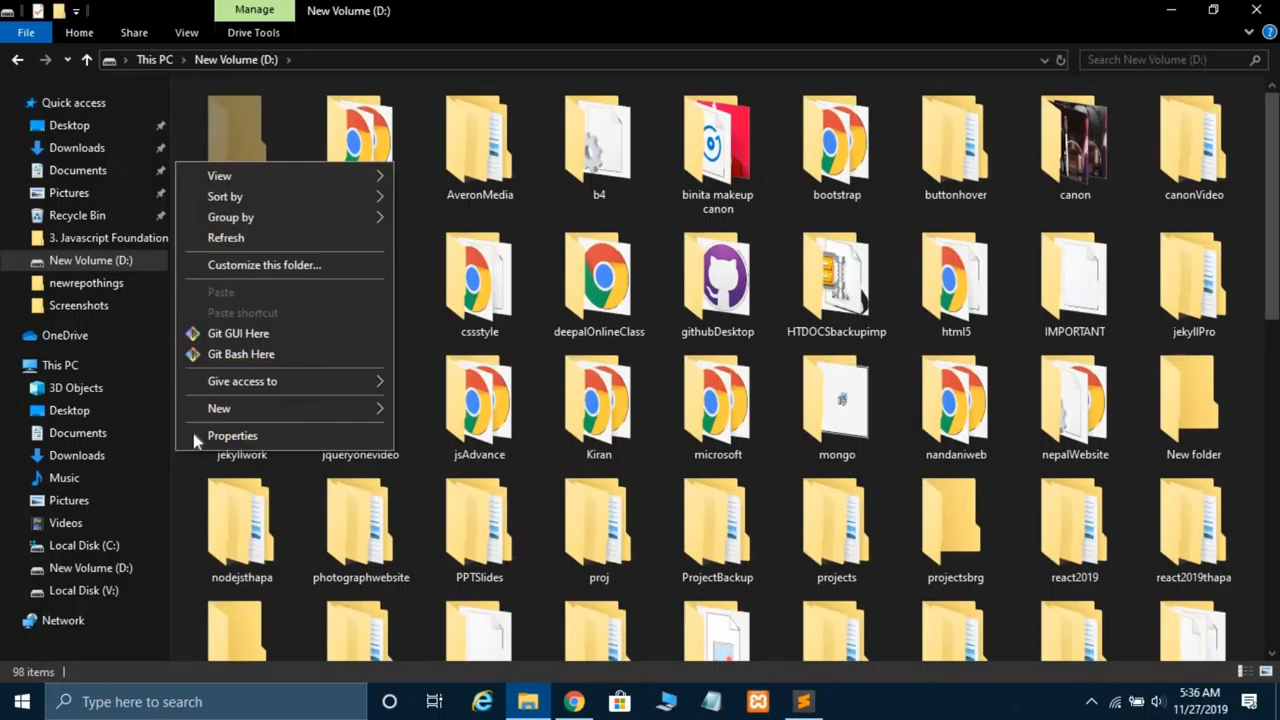 Manage
New Volume (D:)
File
Home
Share
View
Drive Tools
This PC
New Volume (D:)
Search New Volume (D:)
Quick access
Desktop
Downloads
Documents
Pictures
Recycle Bin
3. Javascript Foundation
New Volume (D:)
newrepothings
Screenshots
OneDrive
This PC
3D Objects
Desktop
Documents
Downloads
Music
Pictures
Videos
Local Disk (C:)
New Volume (D:)
Local Disk (V:)
Network
View
Sort by
Group by
Refresh
Customize this folder...
Paste
Paste shortcut
Git GUI Here
Git Bash Here
Give access to
New
Properties
AveronMedia
b4
binita makeup
canon
bootstrap
buttonhover
canon
canonVideo
cssstyle
deepalOnlineClass
githubDesktop
HTDOCSbackupimp
html5
IMPORTANT
jekyllPro
jekyllwork
jqueryonevideo
jsAdvance
Kiran
microsoft
mongo
nandaniweb
nepalWebsite
New folder
nodejsthapa
photographwebsite
PPTSlides
proj
ProjectBackup
projects
projectsbrg
react2019
react2019thapa
98 items
Type here to search
5:36 AM
11/27/2019